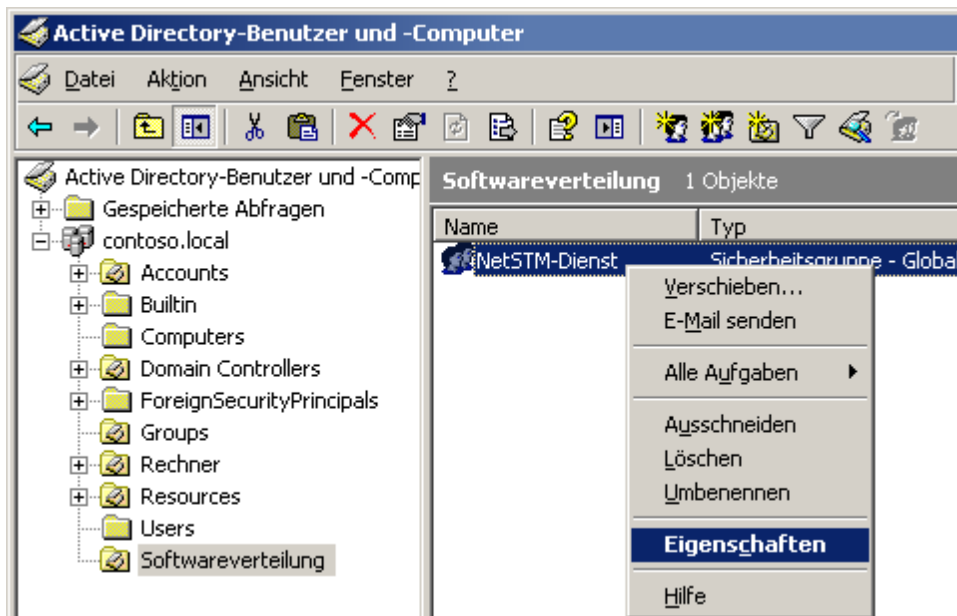 Active Directory-Benutzer und -Computer
Datei Aktion Ansicht Fenster ?
Active Directory-Benutzer und -Comp
Gespeicherte Abfragen
contoso.local
Accounts
Builtin
Computers
Domain Controllers
ForeignSecurityPrincipals
Groups
Rechner
Resources
Users
Softwareverteilung
Softwareverteilung 1 Objekte
Name Typ
NetSTM-Dienst Sicherheitsgruppe - Globa
Verschieben...
E-Mail senden
Alle Aufgaben
Ausschneiden
Löschen
Umbenennen
Eigenschaften
Hilfe